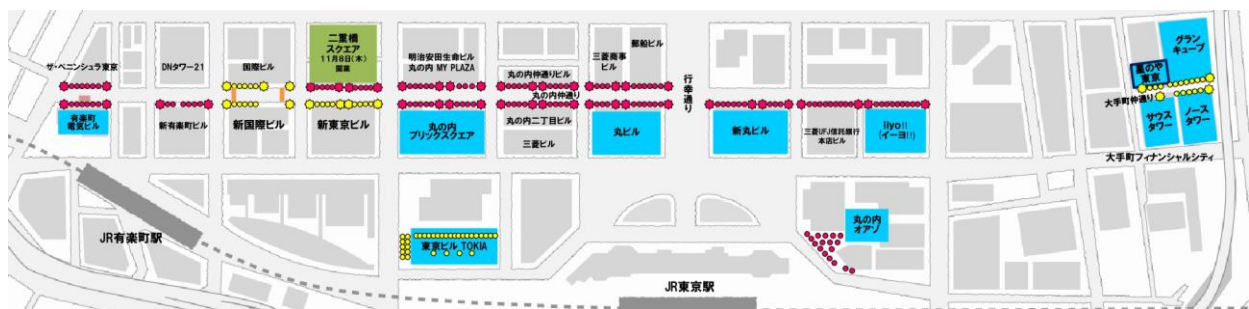 ザ・ペニンシュラ東京
DNタワー21
国際ビル
二重橋
スクエア
11月8日(木)
開業
明治安田生命ビル
丸の内 MY PLAZA
丸の内仲通りビル
丸の内仲通り
三菱商事
ビル
郵船ビル
行幸通り
グラン
キューブ
星のや
東京
大手町仲通り
有楽町
電気ビル
新有楽町ビル
新国際ビル
新東京ビル
丸の内
ブリックスクエア
丸の内二丁目ビル
三菱ビル
丸ビル
新丸ビル
三菱UFJ信託銀行
本店ビル
iiyo!!
(イーヨ!!)
サウス
タワー
ノース
タワー
大手町フィナンシャルシティ
JR有楽町駅
東京ビル TOKIA
丸の内
オアゾ
JR東京駅